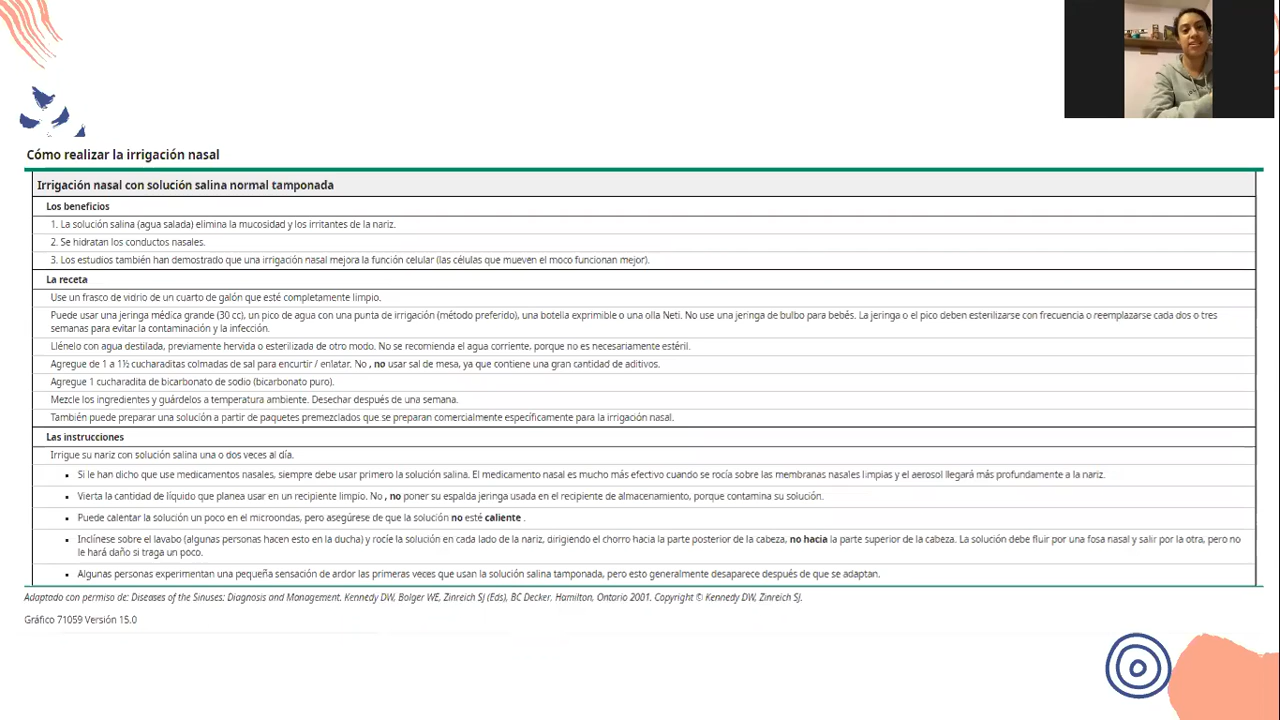 Cómo realizar la irrigación nasal
Irrigación nasal con solución salina normal tamponada
Los beneficios
1. La solución salina (agua salada) elimina la mucosidad y los irritantes de la nariz.
2. Se hidratan los conductos nasales.
3. Los estudios también han demostrado que una irrigación nasal mejora la función celular (las células que mueven el moco funcionan mejor).
La receta
Use un frasco de vidrio de un cuarto de galón que esté completamente limpio.
Puede usar una jeringa médica grande (30 cc), un pico de agua con una punta de irrigación (método preferido), una botella exprimible o una olla Neti. No use una jeringa de bulbo para bebés. La jeringa o el pico deben esterilizarse con frecuencia o reemplazarse cada dos o tres
semanas para evitar la contaminación y la infección.
Llénelo con agua destilada, previamente hervida o esterilizada de otro modo. No se recomienda el agua corriente, porque no es necesariamente estéril.
Agregue de 1 a 1½ cucharaditas colmadas de sal para encurtir / enlatar. No , no usar sal de mesa, ya que contiene una gran cantidad de aditivos.
Agregue 1 cucharadita de bicarbonato de sodio (bicarbonato puro).
Mezcle los ingredientes y guárdelos a temperatura ambiente. Desechar después de una semana.
También puede preparar una solución a partir de paquetes premezclados que se preparan comercialmente específicamente para la irrigación nasal.
Las instrucciones
Irrigue su nariz con solución salina una o dos veces al día.
• Si le han dicho que use medicamentos nasales, siempre debe usar primero la solución salina. El medicamento nasal es mucho más efectivo cuando se rocía sobre las membranas nasales limpias y el aerosol llegará más profundamente a la nariz.
• Vierta la cantidad de líquido que planea usar en un recipiente limpio. No , no poner su espalda jeringa usada en el recipiente de almacenamiento, porque contamina su solución.
• Puede calentar la solución un poco en el microondas, pero asegúrese de que la solución no esté caliente .
• Inclínese sobre el lavabo (algunas personas hacen esto en la ducha) y rocíe la solución en cada lado de la nariz, dirigiendo el chorro hacia la parte posterior de la cabeza, no hacia la parte superior de la cabeza. La solución debe fluir por una fosa nasal y salir por la otra, pero no
le hará daño si traga un poco.
• Algunas personas experimentan una pequeña sensación de ardor las primeras veces que usan la solución salina tamponada, pero esto generalmente desaparece después de que se adaptan.
Adaptado con permiso de: Diseases of the Sinuses: Diagnosis and Management. Kennedy DW, Bolger WE, Zinreich SJ (Eds), BC Decker, Hamilton, Ontario 2001. Copyright © Kennedy DW, Zinreich SJ.
Gráfico 71059 Versión 15.0